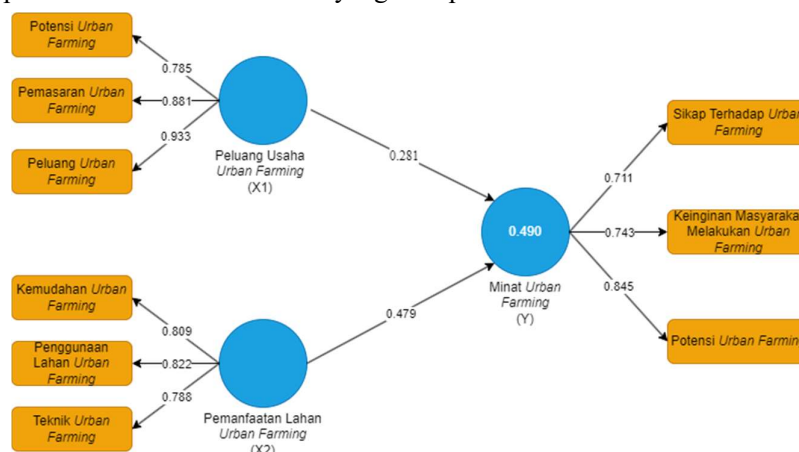 Potensi Urban
Farming
0.785
Pemasaran Urban
Farming
0.881
0.933
Peluang Urban
Farming
Peluang Usaha
Urban Farming
(X1)
0.281
Sikap Terhadap Urban
Farming
0.711
Keinginan Masyaraka
Melakukan Urban
Farming
0.743
0.490
Minat Urban
Farming
(Y)
0.845
Potensi Urban Farming
Kemudahan Urban
Farming
0.809
Penggunaan
Lahan Urban
Farming
0.822
0.788
Teknik Urban
Farming
0.479
Pemanfaatan Lahan
Urban Farming
(X2)